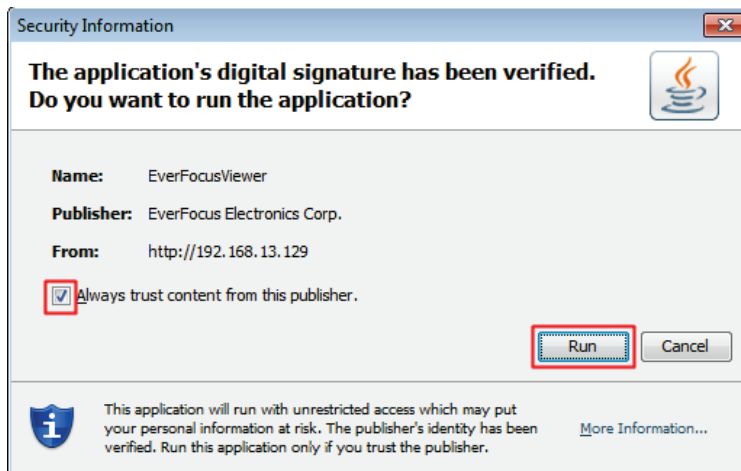 Security Information
The application's digital signature has been verified.
Do you want to run the application?
Name: EverFocusViewer
Publisher: EverFocus Electronics Corp.
From: http://192.168.13.129
Always trust content from this publisher.
Run Cancel
This application will run with unrestricted access which may put
your personal information at risk. The publisher's identity has been
verified. Run this application only if you trust the publisher.
More Information...